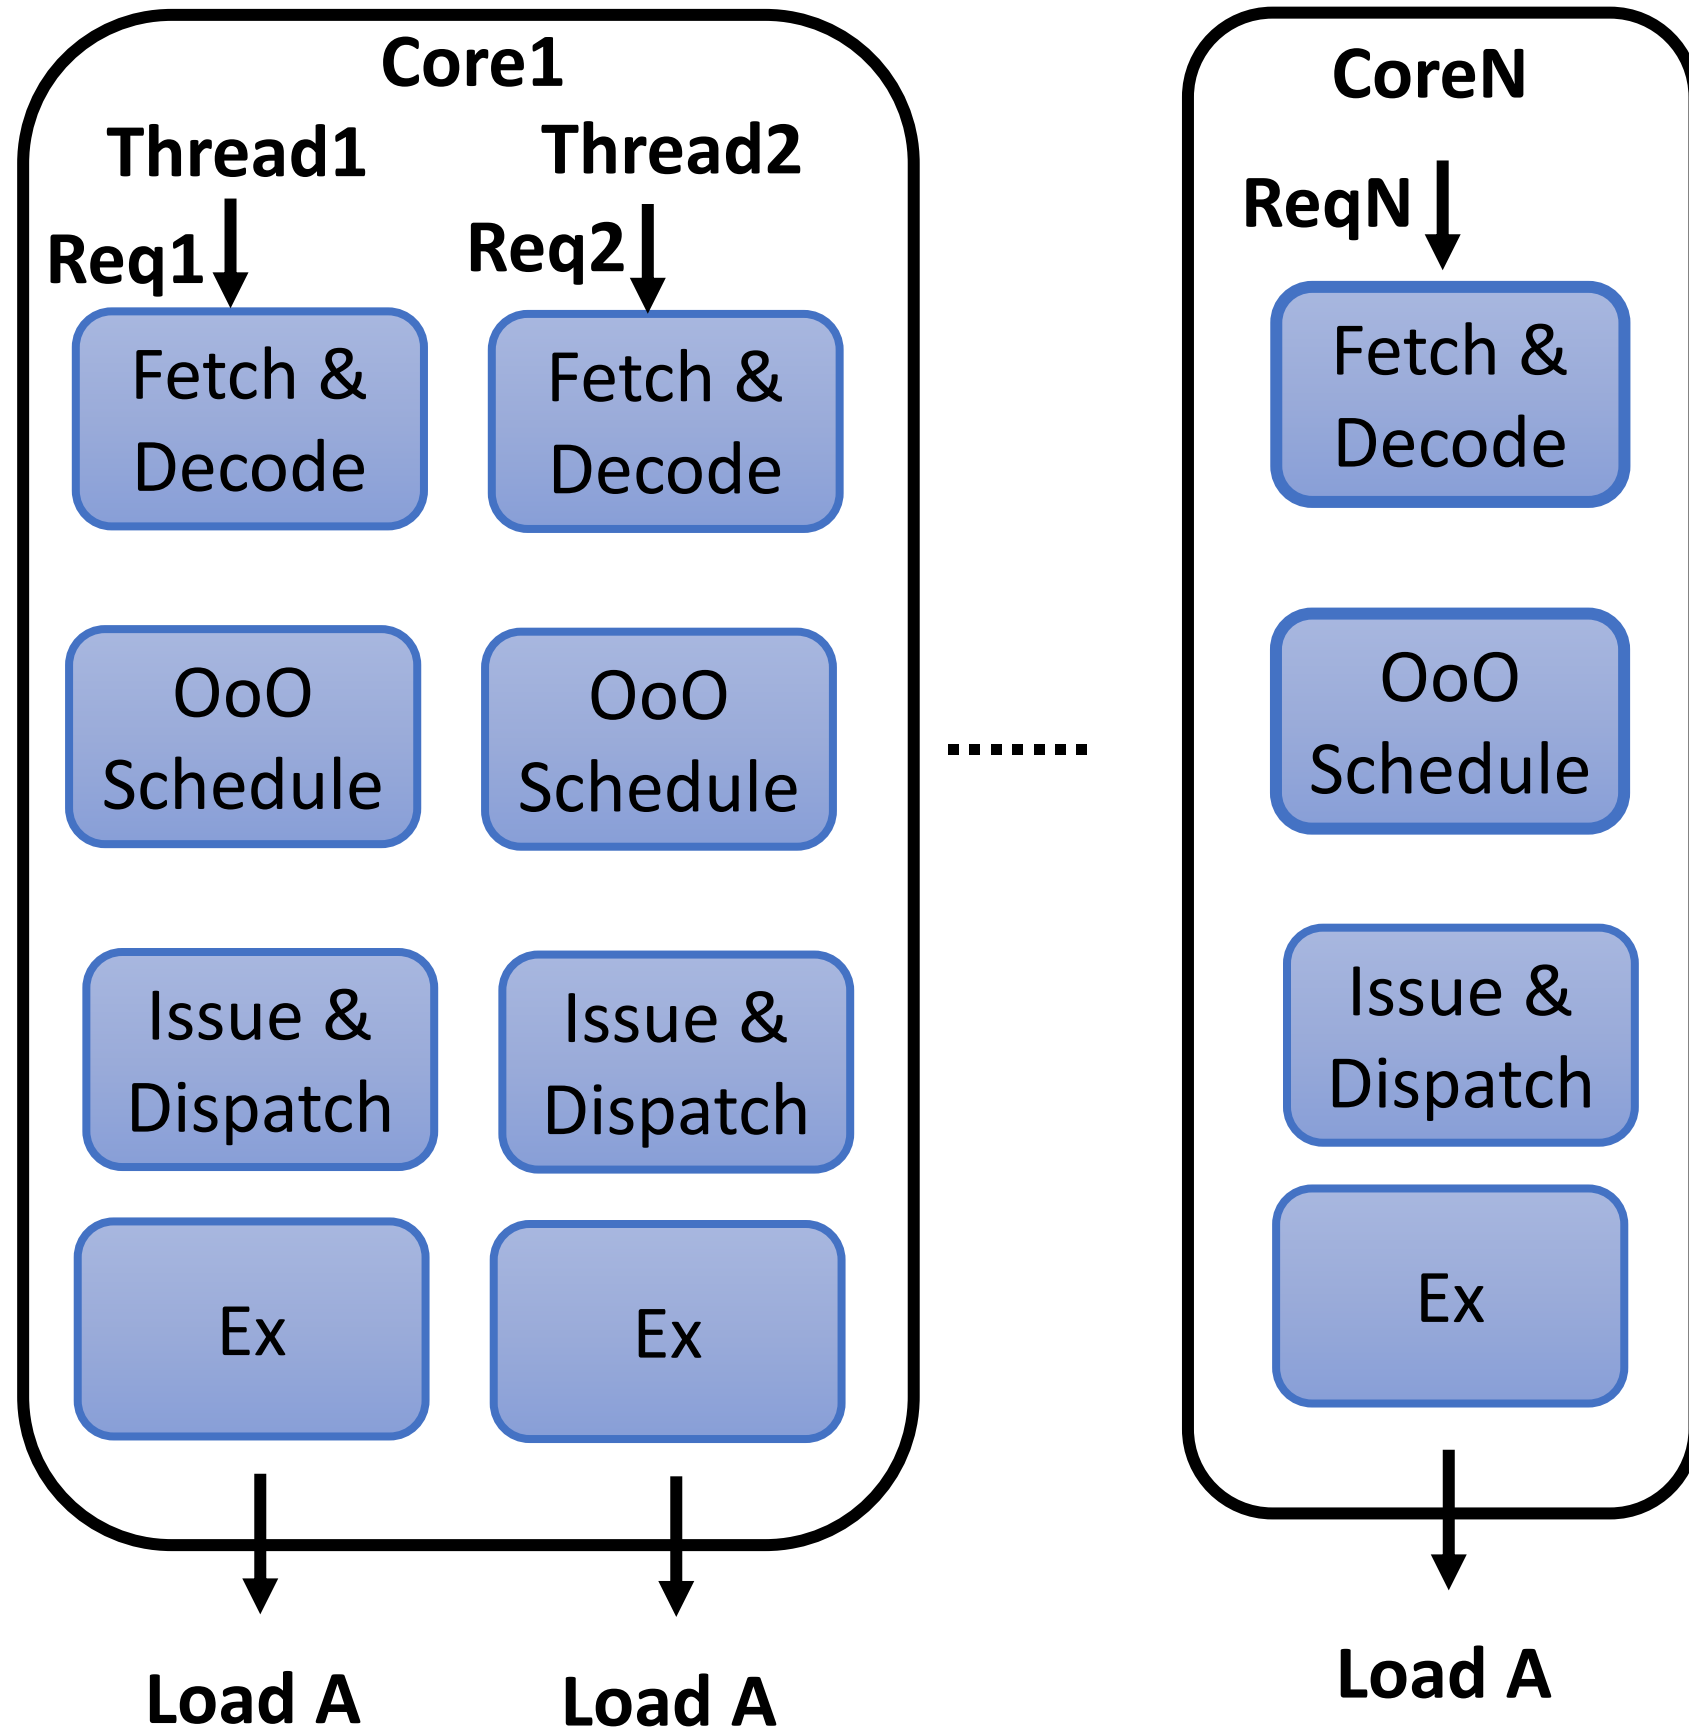 Core1
Thread1
Thread2
Req1
Req2
Fetch &
Decode
Fetch &
Decode
OoO
Schedule
OoO
Schedule
Issue &
Dispatch
Issue &
Dispatch
Ex
Ex
Load A
Load A
CoreN
ReqN
Fetch &
Decode
OoO
Schedule
Issue &
Dispatch
Ex
Load A